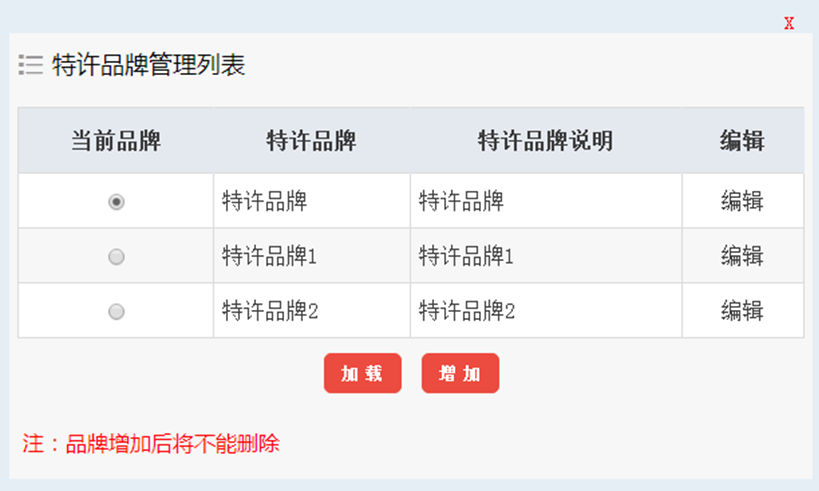 X
特许品牌管理列表
当前品牌 特许品牌 特许品牌说明 编辑
特许品牌 特许品牌 编辑
特许品牌1 特许品牌1 编辑
特许品牌2 特许品牌2 编辑
加载 增加
注：品牌增加后将不能删除